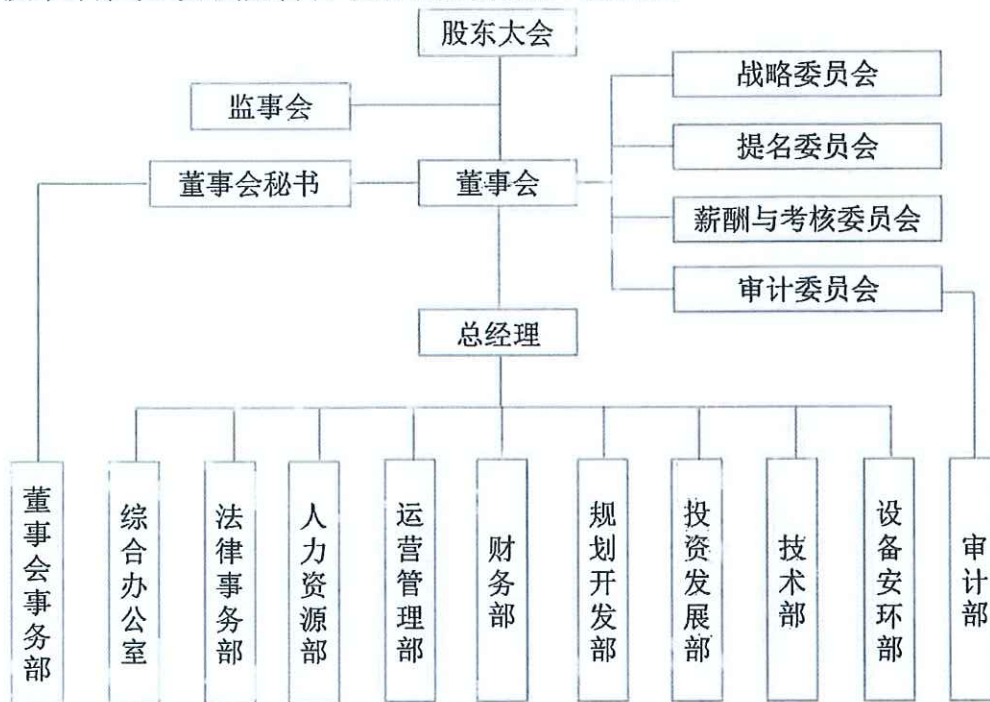 股东大会
战略委员会
监事会
提名委员会
董事会秘书
董事会
薪酬与考核委员会
审计委员会
总经理
董事会事务部
综合办公室
法律事务部
人力资源部
运营管理部
财务部
规划开发部
投资发展部
技术部
设备安环部
审计部